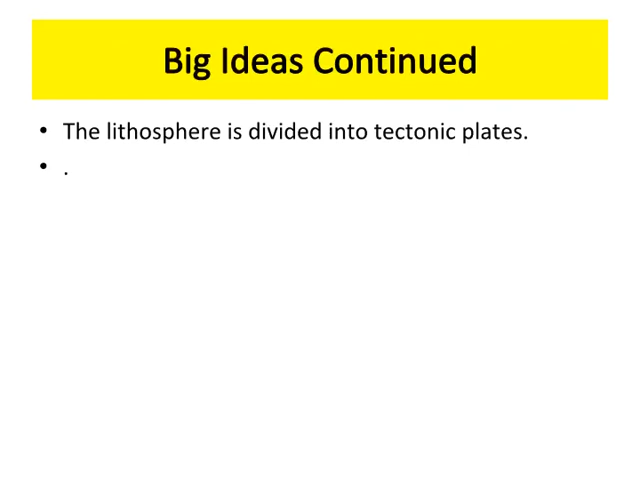 Big Ideas Continued
• The lithosphere is divided into tectonic plates.
• .